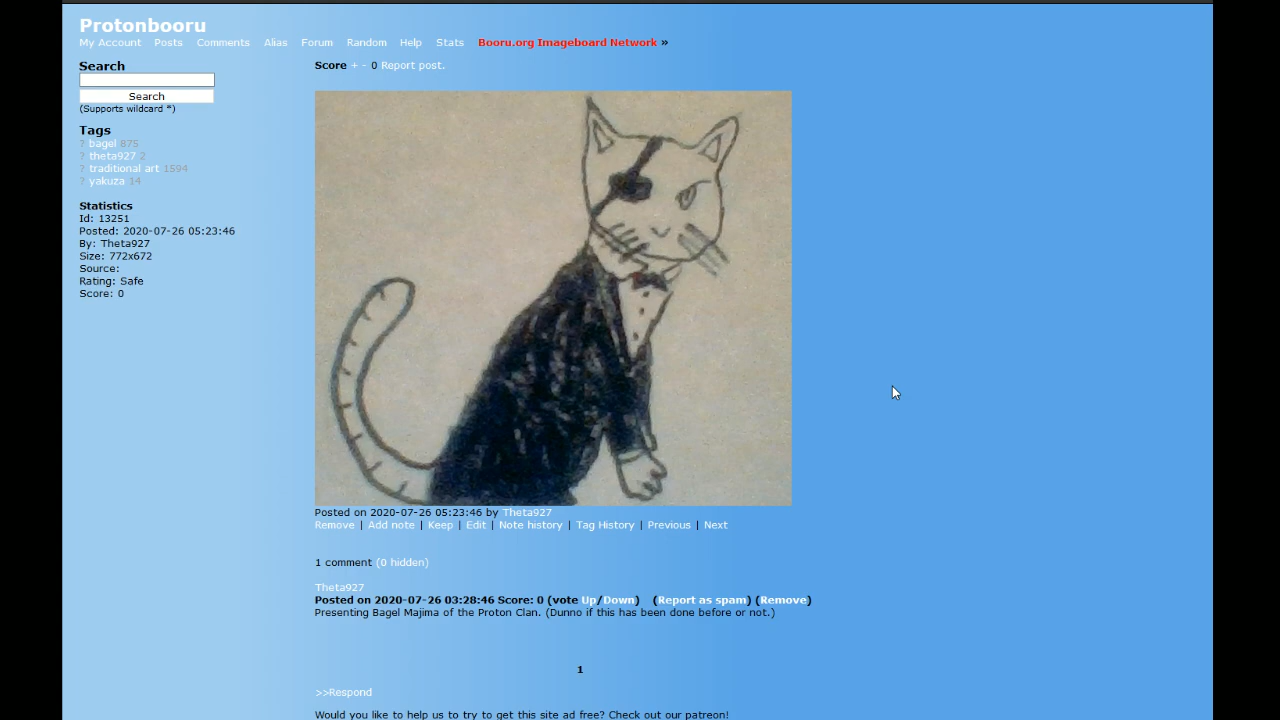 Protonbooru
My Account Posts Comments Alias Forum Random Help Stats Booru.org Imageboard Network »
Search
Search
(Supports wildcard *)
Tags
? bagel 875
? theta927 2
? traditional art 1594
? yakuza 14
Statistics
Id: 13251
Posted: 2020-07-26 05:23:46
By: Theta927
Size: 772x672
Source:
Rating: Safe
Score: 0
Score + - 0 Report post.
Posted on 2020-07-26 05:23:46 by Theta927
Remove | Add note | Keep | Edit | Note history | Tag History | Previous | Next
1 comment (0 hidden)
Theta927
Posted on 2020-07-26 03:28:46 Score: 0 (vote Up/Down) (Report as spam) (Remove)
Presenting Bagel Majima of the Proton Clan. (Dunno if this has been done before or not.)
1
>>Respond
Would you like to help us to try to get this site ad free? Check out our patreon!